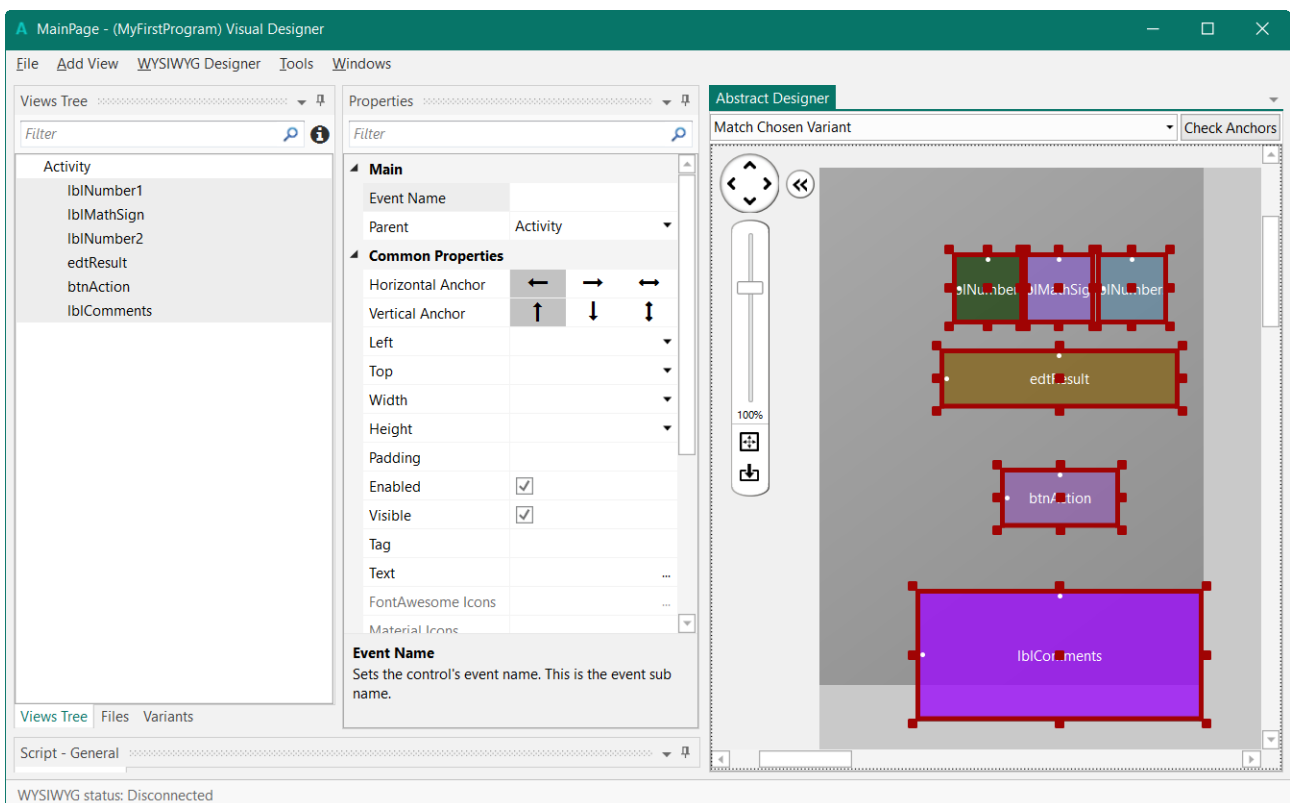 MainPage - (MyFirstProgram) Visual Designer
File Add View WYSIWYG Designer Tools Windows
Views Tree
Filter
Activity
lblNumber1
lblMathSign
lblNumber2
edtResult
btnAction
lblComments
Views Tree Files Variants
Properties
Filter
Main
Event Name
Parent Activity
Common Properties
Horizontal Anchor
Vertical Anchor
Left
Top
Width
Height
Padding
Enabled
Visible
Tag
Text ...
FontAwesome Icons ...
Material Icons
Event Name
Sets the control's event name. This is the event sub
name.
Script - General
Abstract Designer
Match Chosen Variant Check Anchors
100%
lblNumber lblMathSig lblNumber
edtResult
btnAction
lblComments
WYSIWYG status: Disconnected